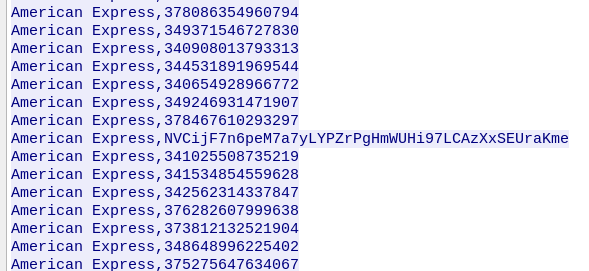 American Express,378086354960794
American Express,349371546727830
American Express,340908013793313
American Express,344531891969544
American Express,340654928966772
American Express,349246931471907
American Express,378467610293297
American Express,NVCijF7n6peM7a7yLYPZrPgHmWUHi97LCAzXxSEUraKme
American Express,341025508735219
American Express,341534854559628
American Express,342562314337847
American Express,376282607999638
American Express,373812132521904
American Express,348648996225402
American Express,375275647634067